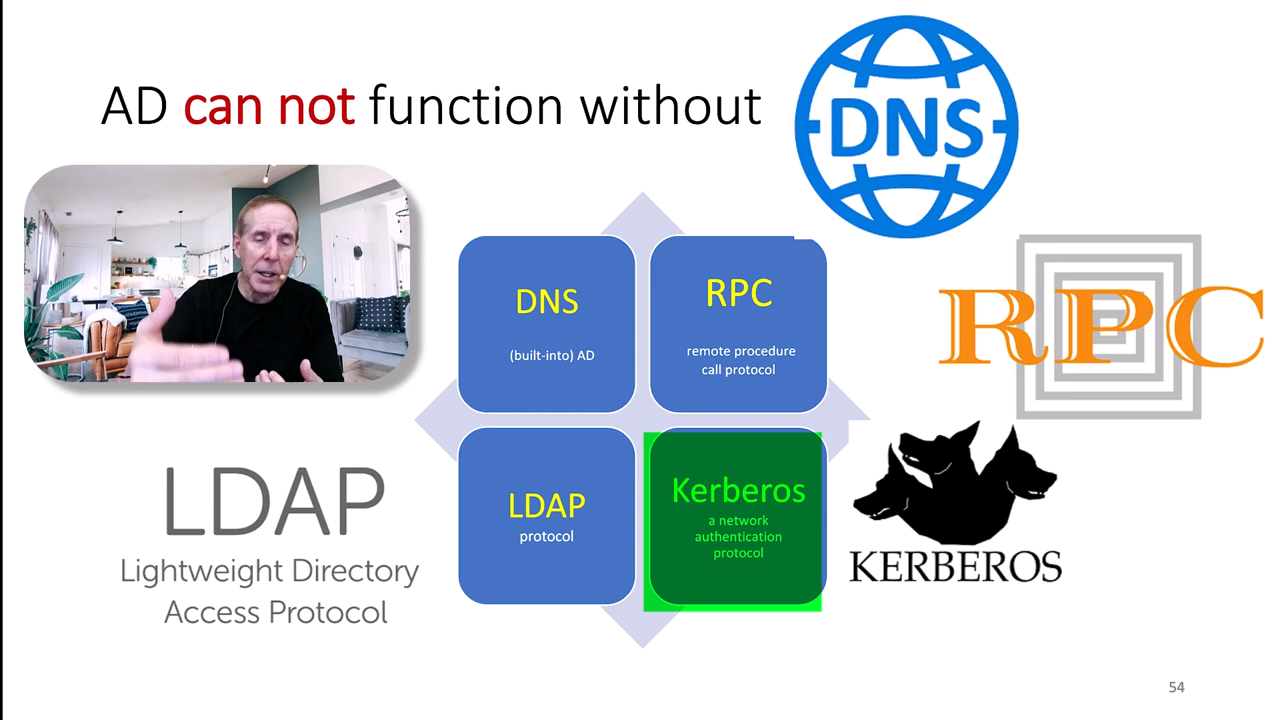 AD can not function without
DNS
DNS
(built-into) AD
RPC
remote procedure
call protocol
RPC
LDAP
Lightweight Directory
Access Protocol
LDAP
protocol
Kerberos
a network
authentication
protocol
KERBEROS
54